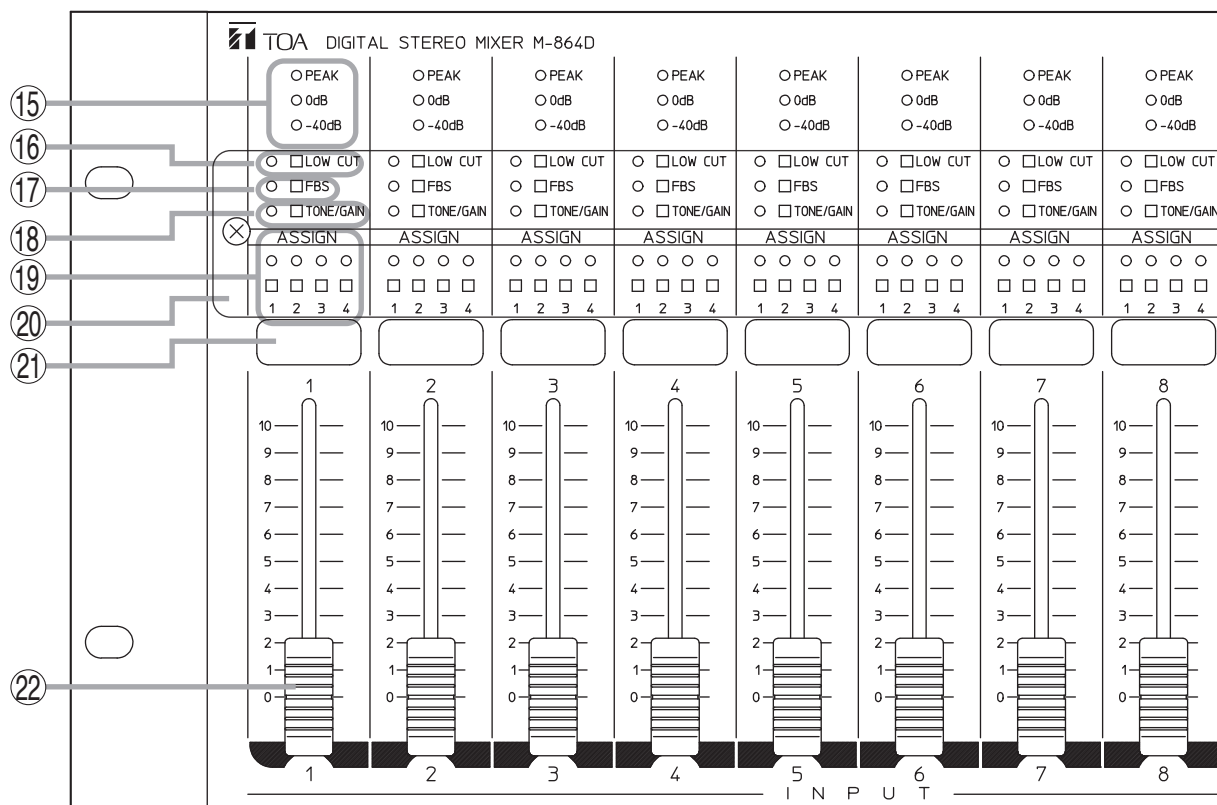 TOA DIGITAL STEREO MIXER M-864D
PEAK PEAK PEAK PEAK PEAK PEAK PEAK PEAK
⑮ 0dB 0dB 0dB 0dB 0dB 0dB 0dB 0dB
-40dB -40dB -40dB -40dB -40dB -40dB -40dB -40dB
⑯ LOW CUT LOW CUT LOW CUT LOW CUT LOW CUT LOW CUT LOW CUT LOW CUT
⑰ FBS FBS FBS FBS FBS FBS FBS FBS
⑱ TONE/GAIN TONE/GAIN TONE/GAIN TONE/GAIN TONE/GAIN TONE/GAIN TONE/GAIN TONE/GAIN
ASSIGN ASSIGN ASSIGN ASSIGN ASSIGN ASSIGN ASSIGN ASSIGN
⑲
⑳ 1 2 3 4 1 2 3 4 1 2 3 4 1 2 3 4 1 2 3 4 1 2 3 4 1 2 3 4 1 2 3 4
㉑
1 2 3 4 5 6 7 8
10 10 10 10 10 10 10 10
9 9 9 9 9 9 9 9
8 8 8 8 8 8 8 8
7 7 7 7 7 7 7 7
6 6 6 6 6 6 6 6
5 5 5 5 5 5 5 5
4 4 4 4 4 4 4 4
3 3 3 3 3 3 3 3
2 2 2 2 2 2 2 2
1 1 1 1 1 1 1 1
㉒ 0 0 0 0 0 0 0 0
1 2 3 4 5 6 7 8
INPUT